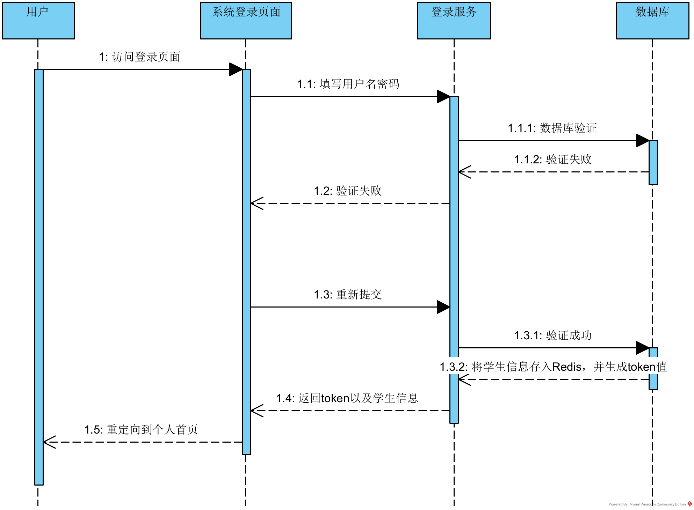 用户
系统登录页面
登录服务
数据库
1: 访问登录页面
1.1: 填写用户名密码
1.1.1: 数据库验证
1.1.2: 验证失败
1.2: 验证失败
1.3: 重新提交
1.3.1: 验证成功
1.3.2: 将学生信息存入Redis，并生成token值
1.4: 返回token以及学生信息
1.5: 重定向到个人首页